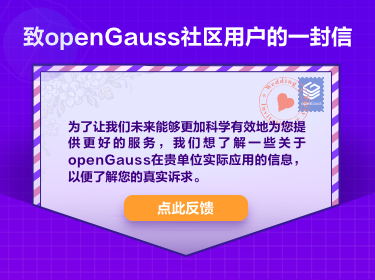 致openGauss社区用户的一封信
为了让我们未来能够更加科学有效地为您提
供更好的服务，我们想了解一些关于
openGauss在贵单位实际应用的信息，
以便了解您的真实诉求。
点此反馈